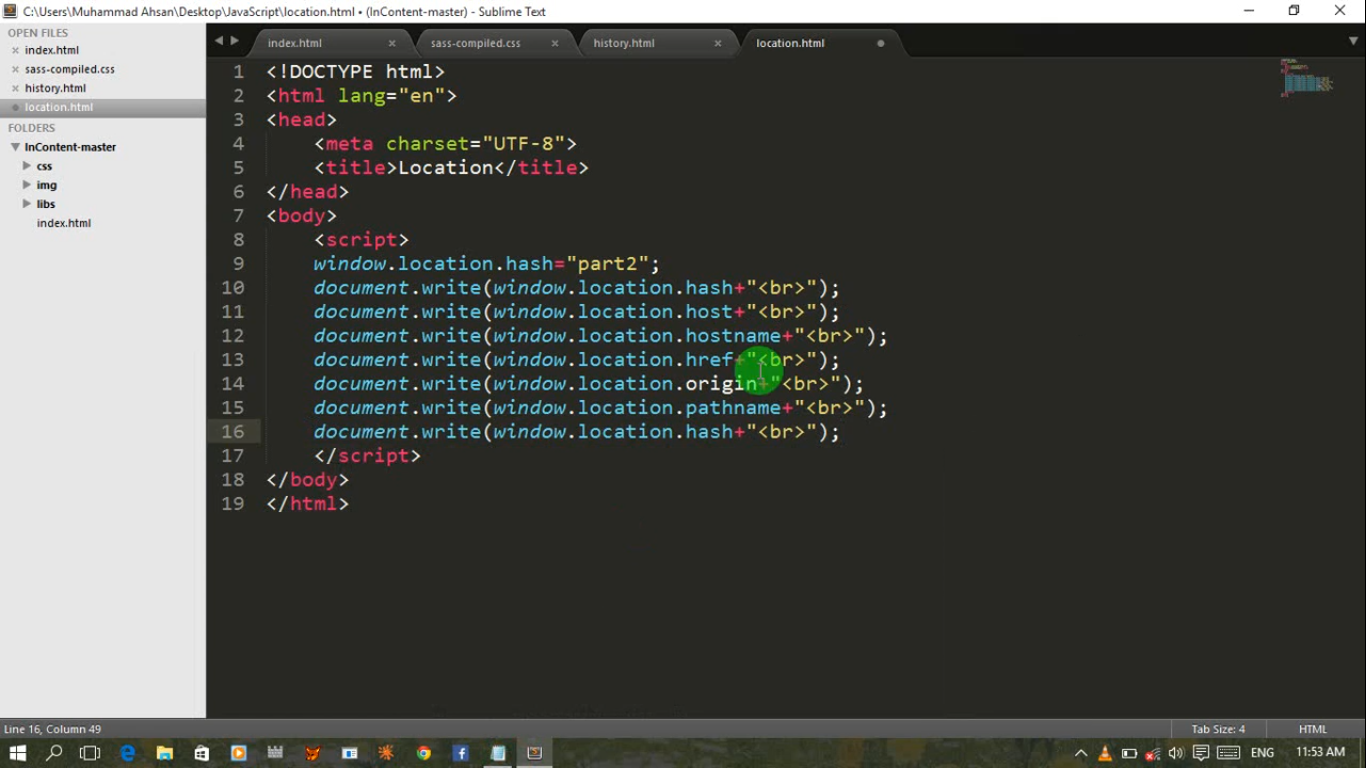 C:\Users\Muhammad Ahsan\Desktop\JavaScript\location.html • (InContent-master) - Sublime Text
OPEN FILES
index.html
sass-compiled.css
history.html
location.html
FOLDERS
InContent-master
css
img
libs
index.html
index.html
sass-compiled.css
history.html
location.html
1 <!DOCTYPE html>
2 <html lang="en">
3 <head>
4 <meta charset="UTF-8">
5 <title>Location</title>
6 </head>
7 <body>
8 <script>
9 window.location.hash="part2";
10 document.write(window.location.hash+"<br>");
11 document.write(window.location.host+"<br>");
12 document.write(window.location.hostname+"<br>");
13 document.write(window.location.href+"<br>");
14 document.write(window.location.origin+"<br>");
15 document.write(window.location.pathname+"<br>");
16 document.write(window.location.hash+"<br>");
17 </script>
18 </body>
19 </html>
Line 16, Column 49
Tab Size: 4
HTML
ENG
11:53 AM